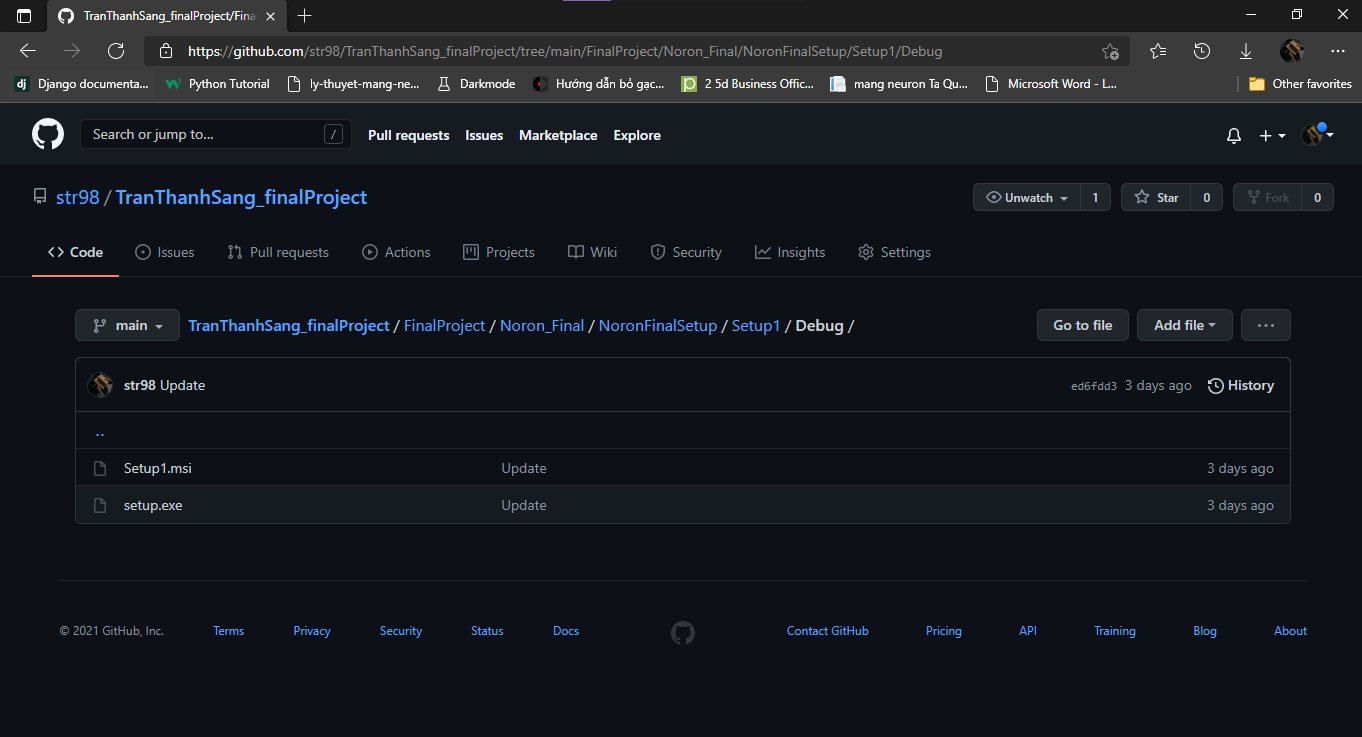 TranThanhSang_finalProject/Fina
https://github.com/str98/TranThanhSang_finalProject/tree/main/FinalProject/Noron_Final/NoronFinalSetup/Setup1/Debug
dj Django documenta... Python Tutorial ly-thuyet-mang-ne... Darkmode Hướng dẫn bỏ gạc... 2 5d Business Offic... mang neuron Ta Qu... Microsoft Word - L... Other favorites
Search or jump to... / Pull requests Issues Marketplace Explore
str98 / TranThanhSang_finalProject Unwatch 1 Star 0 Fork 0
Code Issues Pull requests Actions Projects Wiki Security Insights Settings
main TranThanhSang_finalProject / FinalProject / Noron_Final / NoronFinalSetup / Setup1 / Debug / Go to file Add file ...
str98 Update ed6fdd3 3 days ago History
..
Setup1.msi Update 3 days ago
setup.exe Update 3 days ago
© 2021 GitHub, Inc. Terms Privacy Security Status Docs Contact GitHub Pricing API Training Blog About